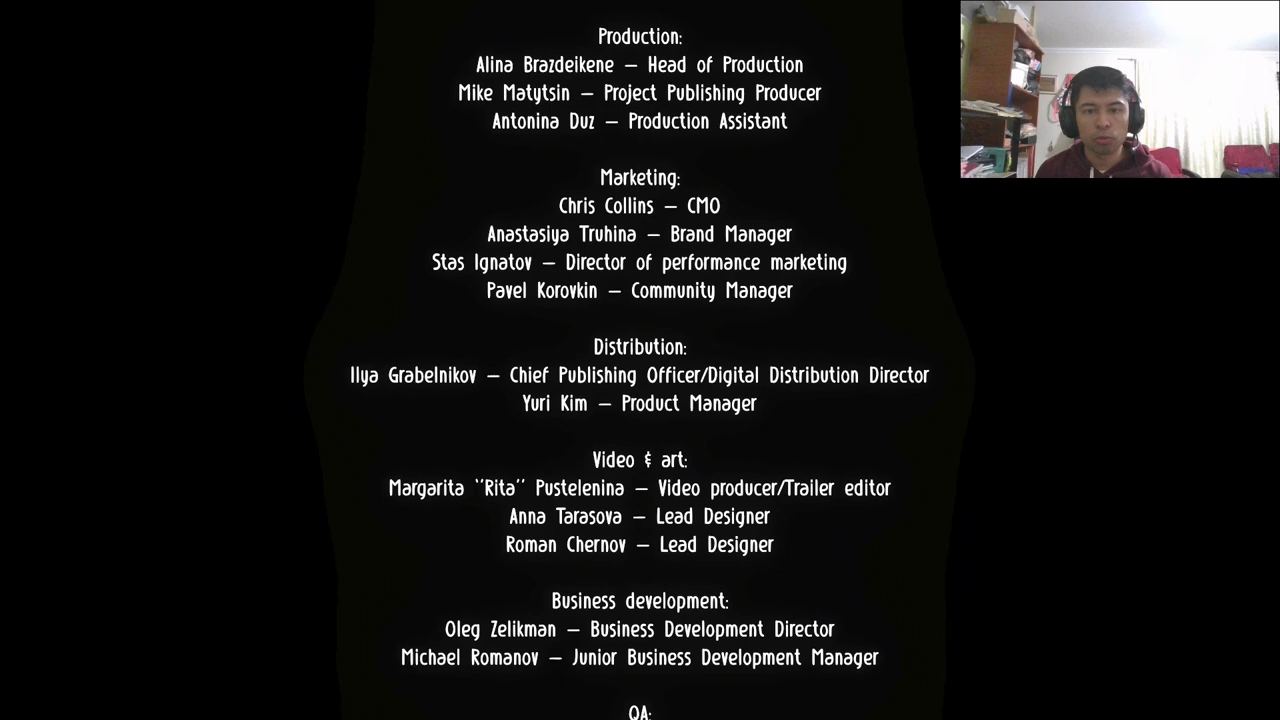 Production:
Alina Brazdeikene — Head of Production
Mike Matytsin — Project Publishing Producer
Antonina Duz — Production Assistant
Marketing:
Chris Collins — CMO
Anastasiya Truhina — Brand Manager
Stas Ignatov — Director of performance marketing
Pavel Korovkin — Community Manager
Distribution:
Ilya Grabelnikov — Chief Publishing Officer/Digital Distribution Director
Yuri Kim — Product Manager
Video & art:
Margarita "Rita" Pustelenina — Video producer/Trailer editor
Anna Tarasova — Lead Designer
Roman Chernov — Lead Designer
Business development:
Oleg Zelikman — Business Development Director
Michael Romanov — Junior Business Development Manager
QA: